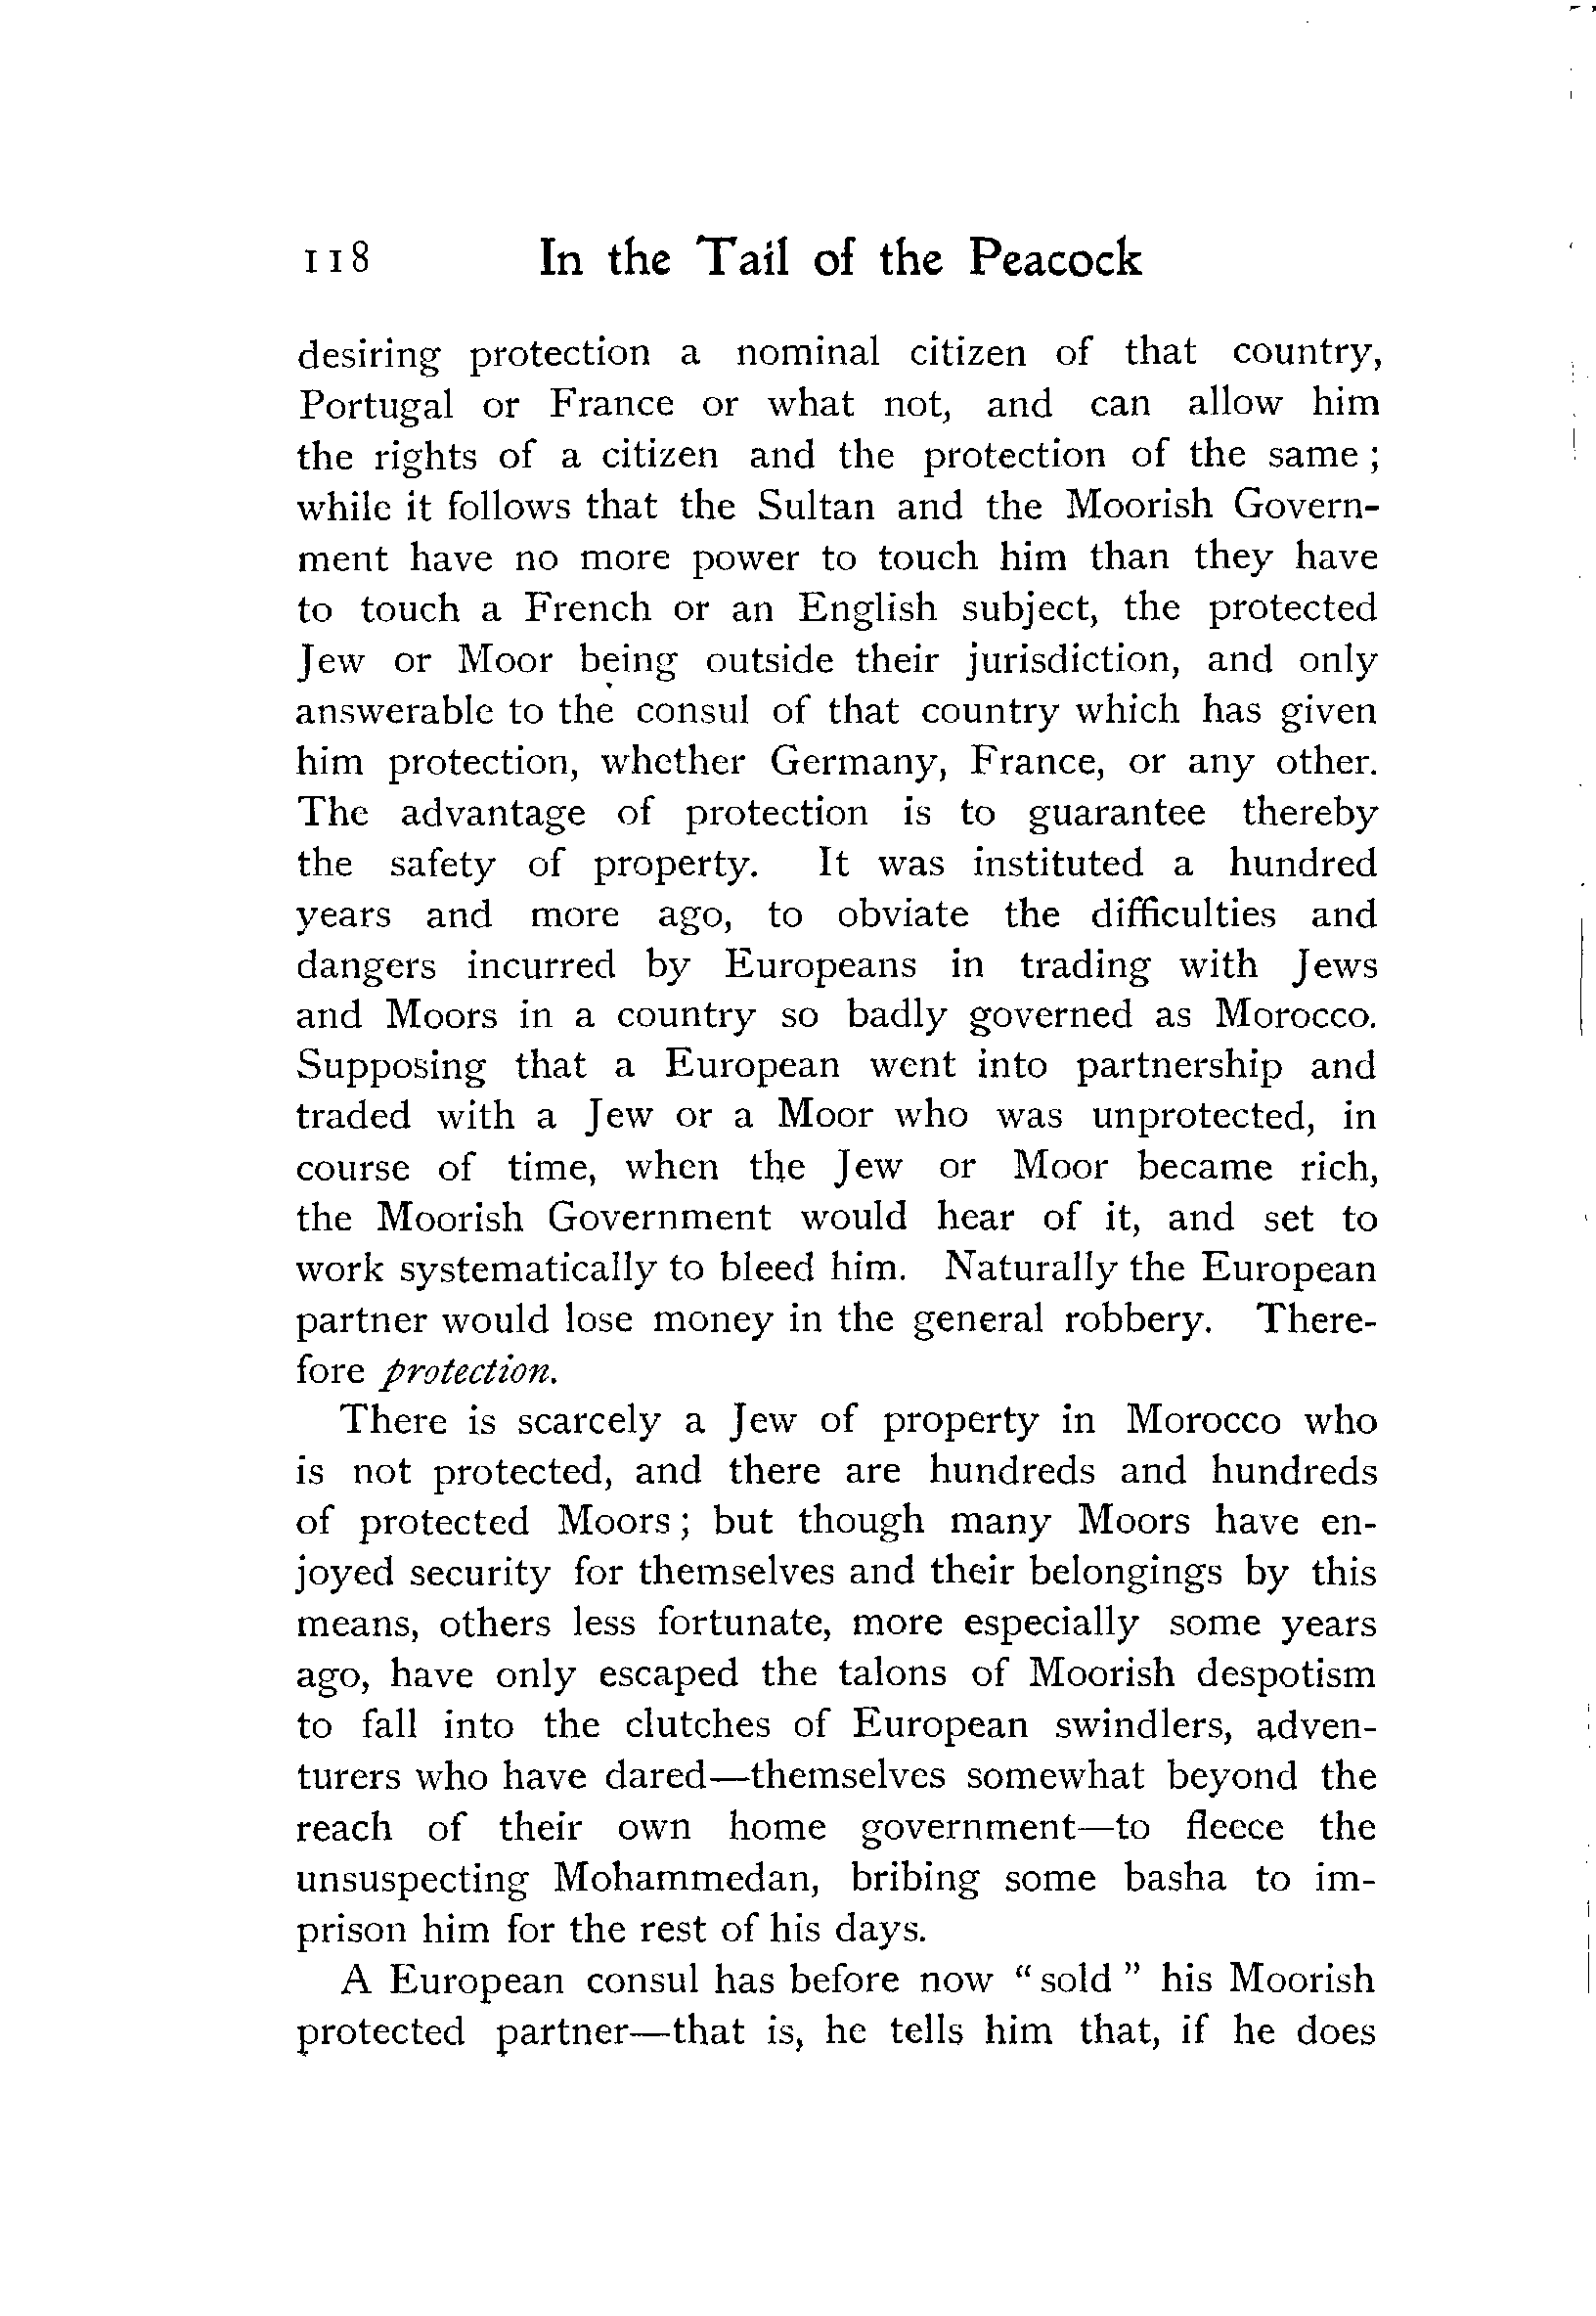 118 In the Tail of the Peacock
desiring protection a nominal citizen of that country,
Portugal or France or what not, and can allow him
the rights of a citizen and the protection of the same ;
while it follows that the Sultan and the Moorish Govern-
ment have no more power to touch him than they have
to touch a French or an English subject, the protected
Jew or Moor being outside their jurisdiction, and only
answerable to the consul of that country which has given
him protection, whether Germany, France, or any other.
The advantage of protection is to guarantee thereby
the safety of property. It was instituted a hundred
years and more ago, to obviate the difficulties and
dangers incurred by Europeans in trading with Jews
and Moors in a country so badly governed as Morocco.
Supposing that a European went into partnership and
traded with a Jew or a Moor who was unprotected, in
course of time, when the Jew or Moor became rich,
the Moorish Government would hear of it, and set to
work systematically to bleed him. Naturally the European
partner would lose money in the general robbery. There-
fore protection.
There is scarcely a Jew of property in Morocco who
is not protected, and there are hundreds and hundreds
of protected Moors ; but though many Moors have en-
joyed security for themselves and their belongings by this
means, others less fortunate, more especially some years
ago, have only escaped the talons of Moorish despotism
to fall into the clutches of European swindlers, adven-
turers who have dared—themselves somewhat beyond the
reach of their own home government—to fleece the
unsuspecting Mohammedan, bribing some basha to im-
prison him for the rest of his days.
A European consul has before now “ sold ” his Moorish
protected partner—that is, he tells him that, if he does